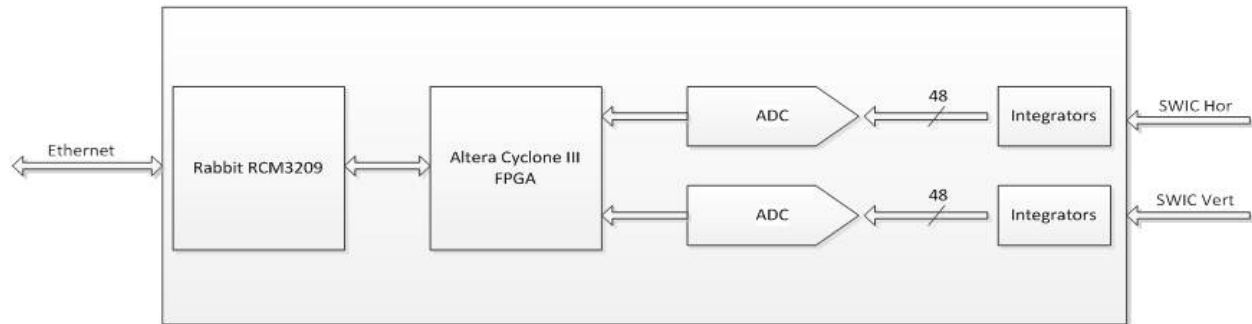 Ethernet
Rabbit RCM3209
Altera Cyclone III
FPGA
ADC
48
Integrators
SWIC Hor
ADC
48
Integrators
SWIC Vert